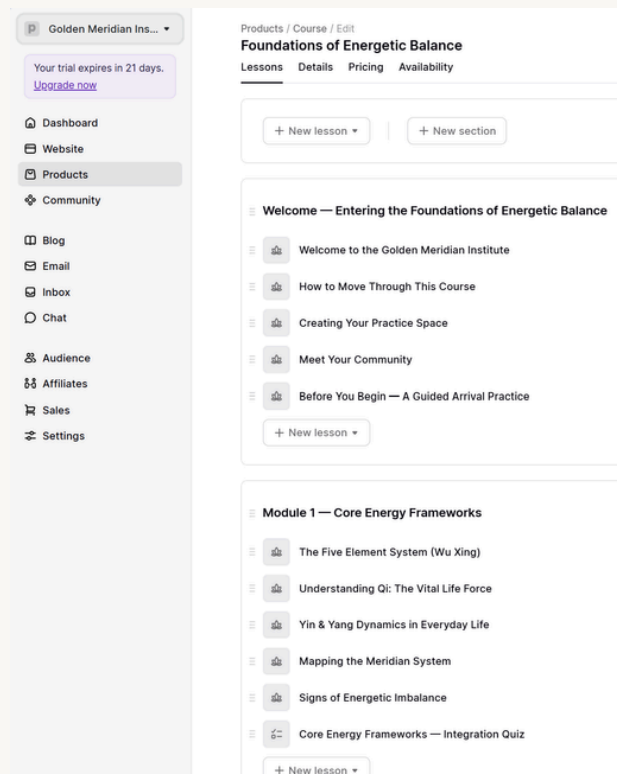 P Golden Meridian Ins...
Your trial expires in 21 days.
Upgrade now
Dashboard
Website
Products
Community
Blog
Email
Inbox
Chat
Audience
Affiliates
Sales
Settings
Products / Course / Edit
Foundations of Energetic Balance
Lessons Details Pricing Availability
+ New lesson + New section
Welcome — Entering the Foundations of Energetic Balance
Welcome to the Golden Meridian Institute
How to Move Through This Course
Creating Your Practice Space
Meet Your Community
Before You Begin — A Guided Arrival Practice
+ New lesson
Module 1 — Core Energy Frameworks
The Five Element System (Wu Xing)
Understanding Qi: The Vital Life Force
Yin & Yang Dynamics in Everyday Life
Mapping the Meridian System
Signs of Energetic Imbalance
Core Energy Frameworks — Integration Quiz
+ New lesson